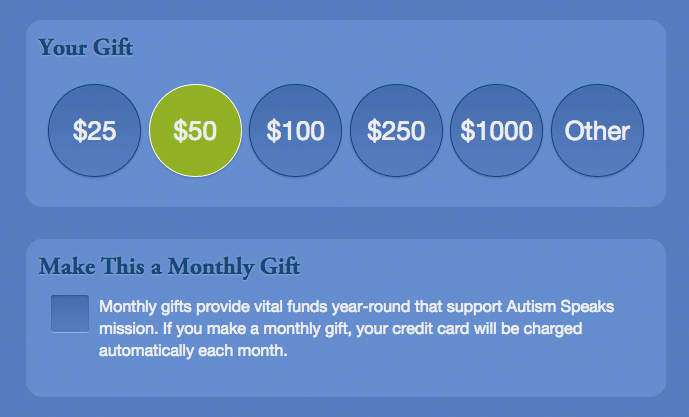 Your Gift
$25 $50 $100 $250 $1000 Other
Make This a Monthly Gift
Monthly gifts provide vital funds year-round that support Autism Speaks
mission. If you make a monthly gift, your credit card will be charged
automatically each month.